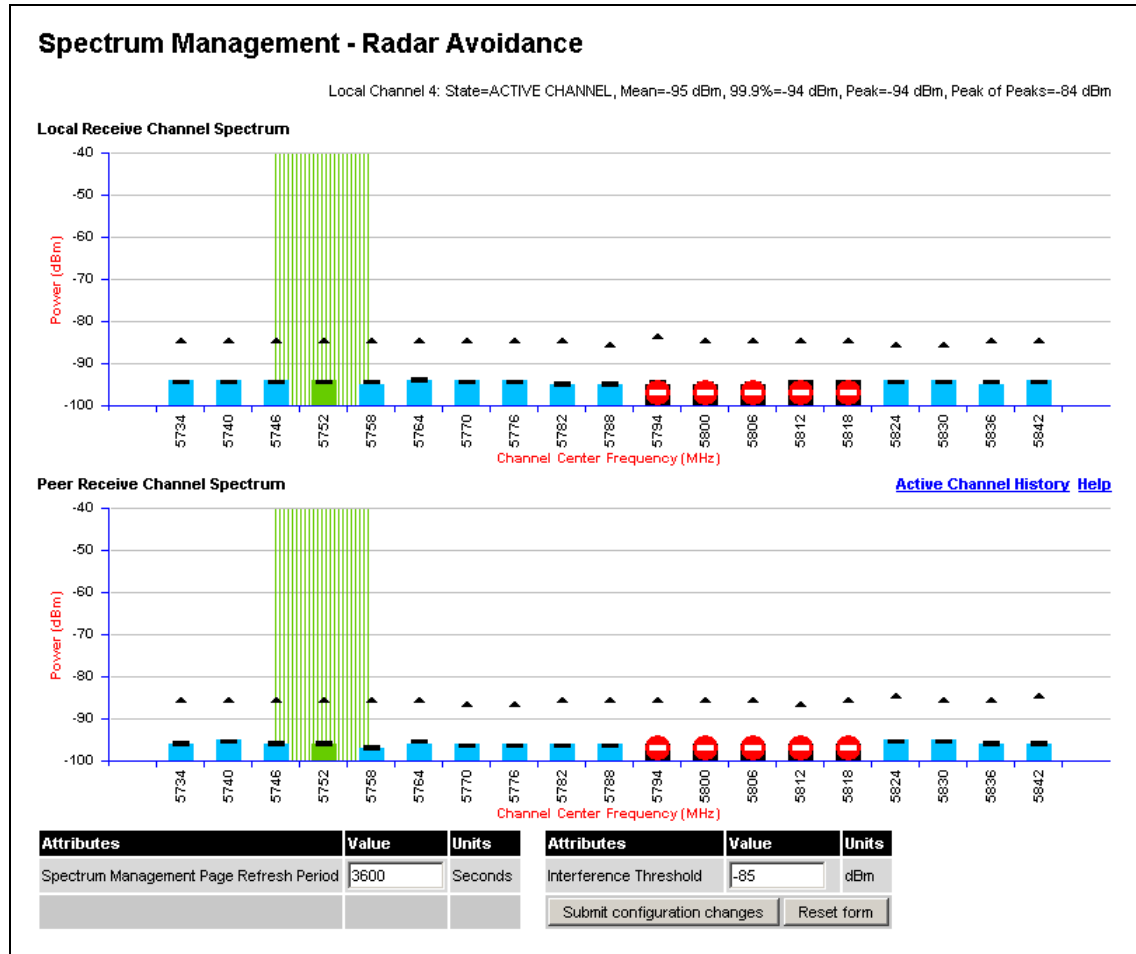 Spectrum Management - Radar Avoidance
Local Channel 4: State=ACTIVE CHANNEL, Mean=-95 dBm, 99.9%=-94 dBm, Peak=-94 dBm, Peak of Peaks=-84 dBm
Local Receive Channel Spectrum
-40
-50
-60
-70
-80
-90
-100
Power (dBm)
5734 5740 5746 5752 5758 5764 5770 5776 5782 5788 5794 5800 5806 5812 5818 5824 5830 5836 5842
Channel Center Frequency (MHz)
Peer Receive Channel Spectrum
Active Channel History Help
-40
-50
-60
-70
-80
-90
-100
Power (dBm)
5734 5740 5746 5752 5758 5764 5770 5776 5782 5788 5794 5800 5806 5812 5818 5824 5830 5836 5842
Channel Center Frequency (MHz)
Attributes Value Units
Spectrum Management Page Refresh Period 3600 Seconds
Attributes Value Units
Interference Threshold -85 dBm
Submit configuration changes Reset form